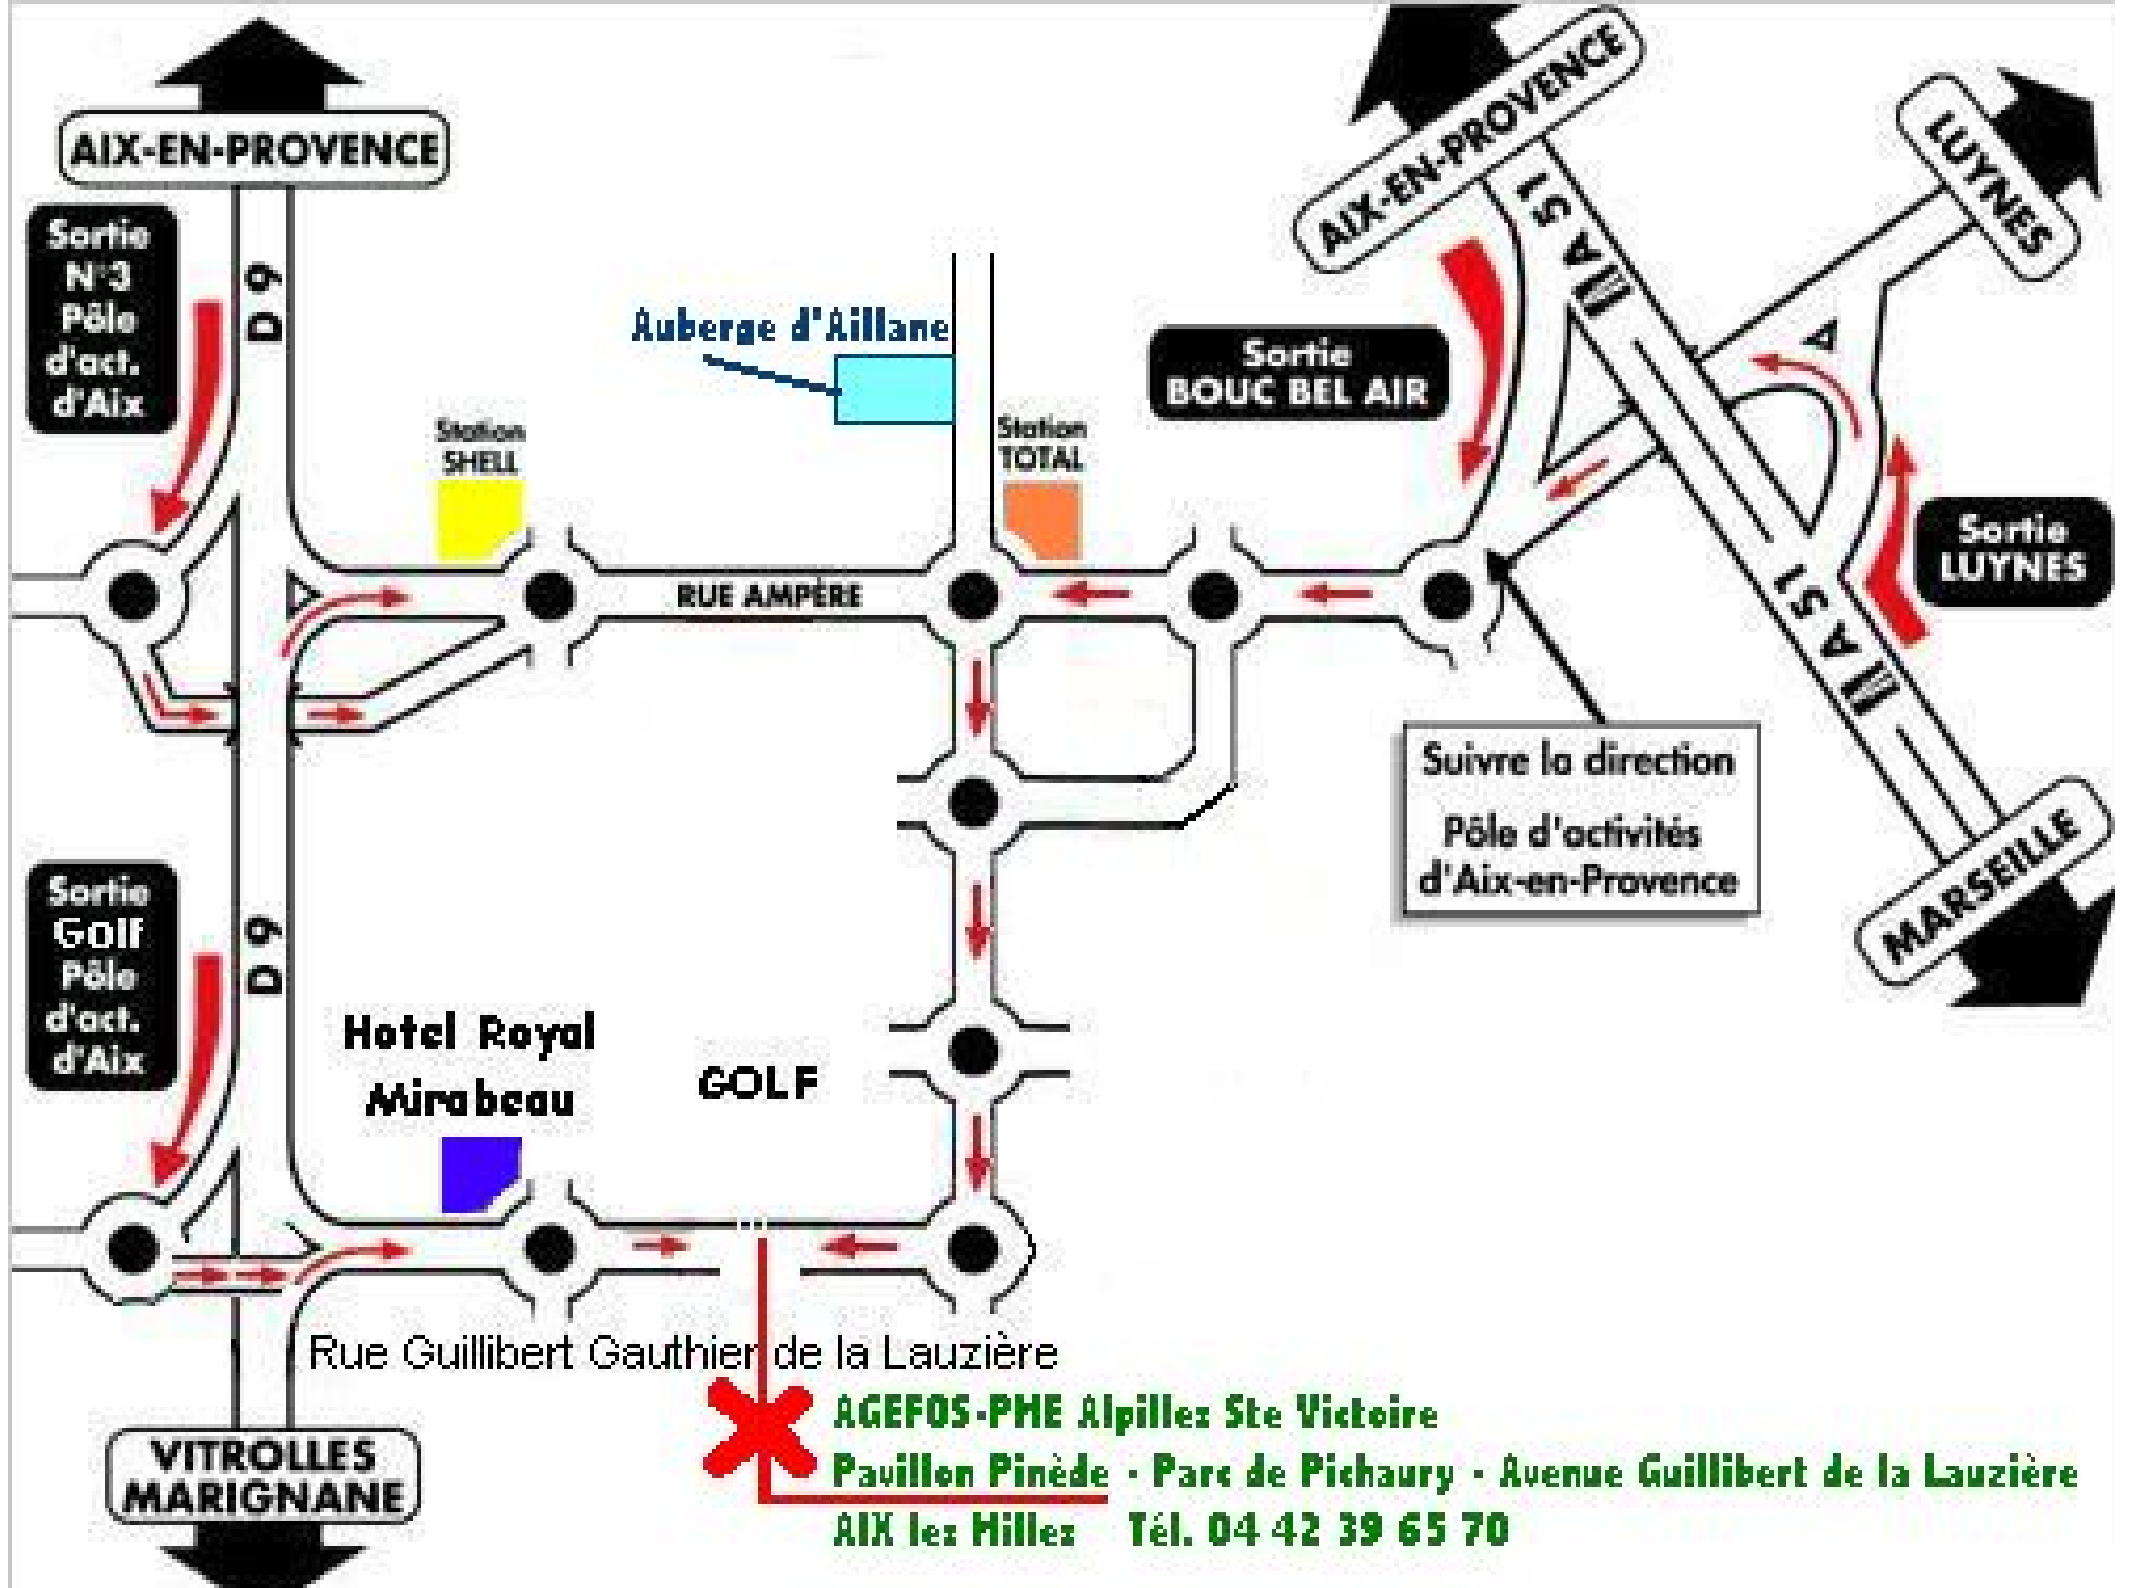 AIX-EN-PROVENCE
Sortie
N°3
Pôle
d'act.
d'Aix
D 9
Auberge d'Aillane
Station
SHELL
Station
TOTAL
RUE AMPÈRE
AIX-EN-PROVENCE
A 51
LUYNES
Sortie
BOUC BEL AIR
Sortie
LUYNES
A 51
Suivre la direction
Pôle d'activités
d'Aix-en-Provence
MARSEILLE
Sortie
Golf
Pôle
d'act.
d'Aix
D 9
Hotel Royal
Mirabeau
GOLF
Rue Guillibert Gauthier de la Lauzière
VITROLLES
MARIGNANE
AGEFOS-PME Alpilles Ste Victoire
Pavillon Pinède - Parc de Pichaury - Avenue Guillibert de la Lauzière
AIX les Milles Tél. 04 42 39 65 70